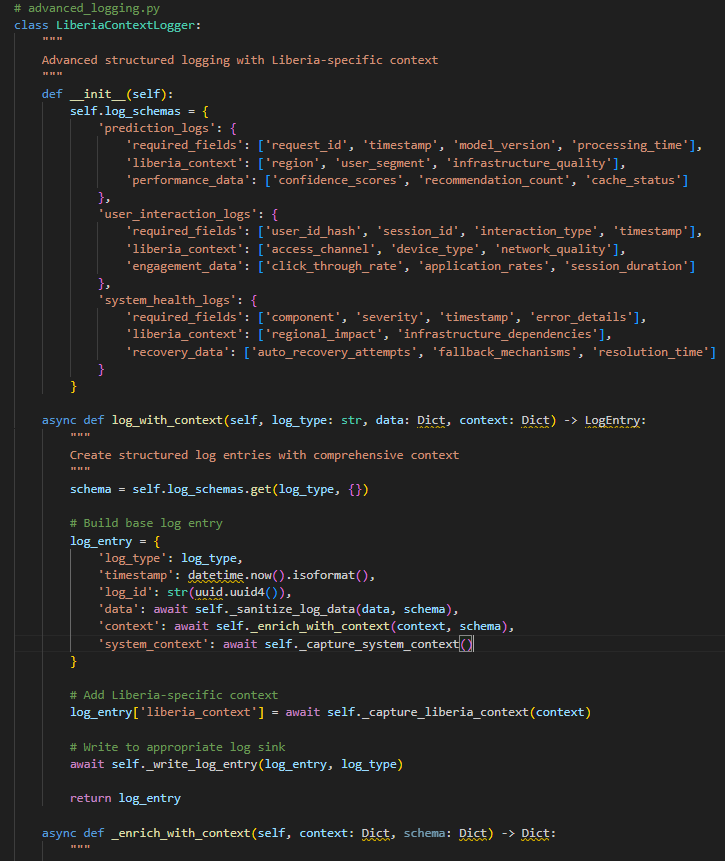 # advanced_logging.py
class LiberiaContextLogger:
    """
    Advanced structured logging with Liberia-specific context
    """
    def __init__(self):
        self.log_schemas = {
            'prediction_logs': {
                'required_fields': ['request_id', 'timestamp', 'model_version', 'processing_time'],
                'liberia_context': ['region', 'user_segment', 'infrastructure_quality'],
                'performance_data': ['confidence_scores', 'recommendation_count', 'cache_status']
            },
            'user_interaction_logs': {
                'required_fields': ['user_id_hash', 'session_id', 'interaction_type', 'timestamp'],
                'liberia_context': ['access_channel', 'device_type', 'network_quality'],
                'engagement_data': ['click_through_rate', 'application_rates', 'session_duration']
            },
            'system_health_logs': {
                'required_fields': ['component', 'severity', 'timestamp', 'error_details'],
                'liberia_context': ['regional_impact', 'infrastructure_dependencies'],
                'recovery_data': ['auto_recovery_attempts', 'fallback_mechanisms', 'resolution_time']
            }
        }
    async def log_with_context(self, log_type: str, data: Dict, context: Dict) -> LogEntry:
        """
        Create structured log entries with comprehensive context
        """
        schema = self.log_schemas.get(log_type, {})
        # Build base log entry
        log_entry = {
            'log_type': log_type,
            'timestamp': datetime.now().isoformat(),
            'log_id': str(uuid.uuid4()),
            'data': await self._sanitize_log_data(data, schema),
            'context': await self._enrich_with_context(context, schema),
            'system_context': await self._capture_system_context()
        }
        # Add Liberia-specific context
        log_entry['liberia_context'] = await self._capture_liberia_context(context)
        # Write to appropriate log sink
        await self._write_log_entry(log_entry, log_type)
        return log_entry
    async def _enrich_with_context(self, context: Dict, schema: Dict) -> Dict:
        """